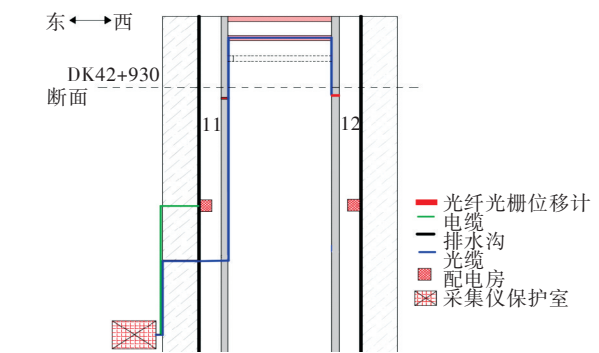 东 西
DK42+930
断面
11
12
光纤光栅位移计
电缆
排水沟
光缆
配电房
采集仪保护室